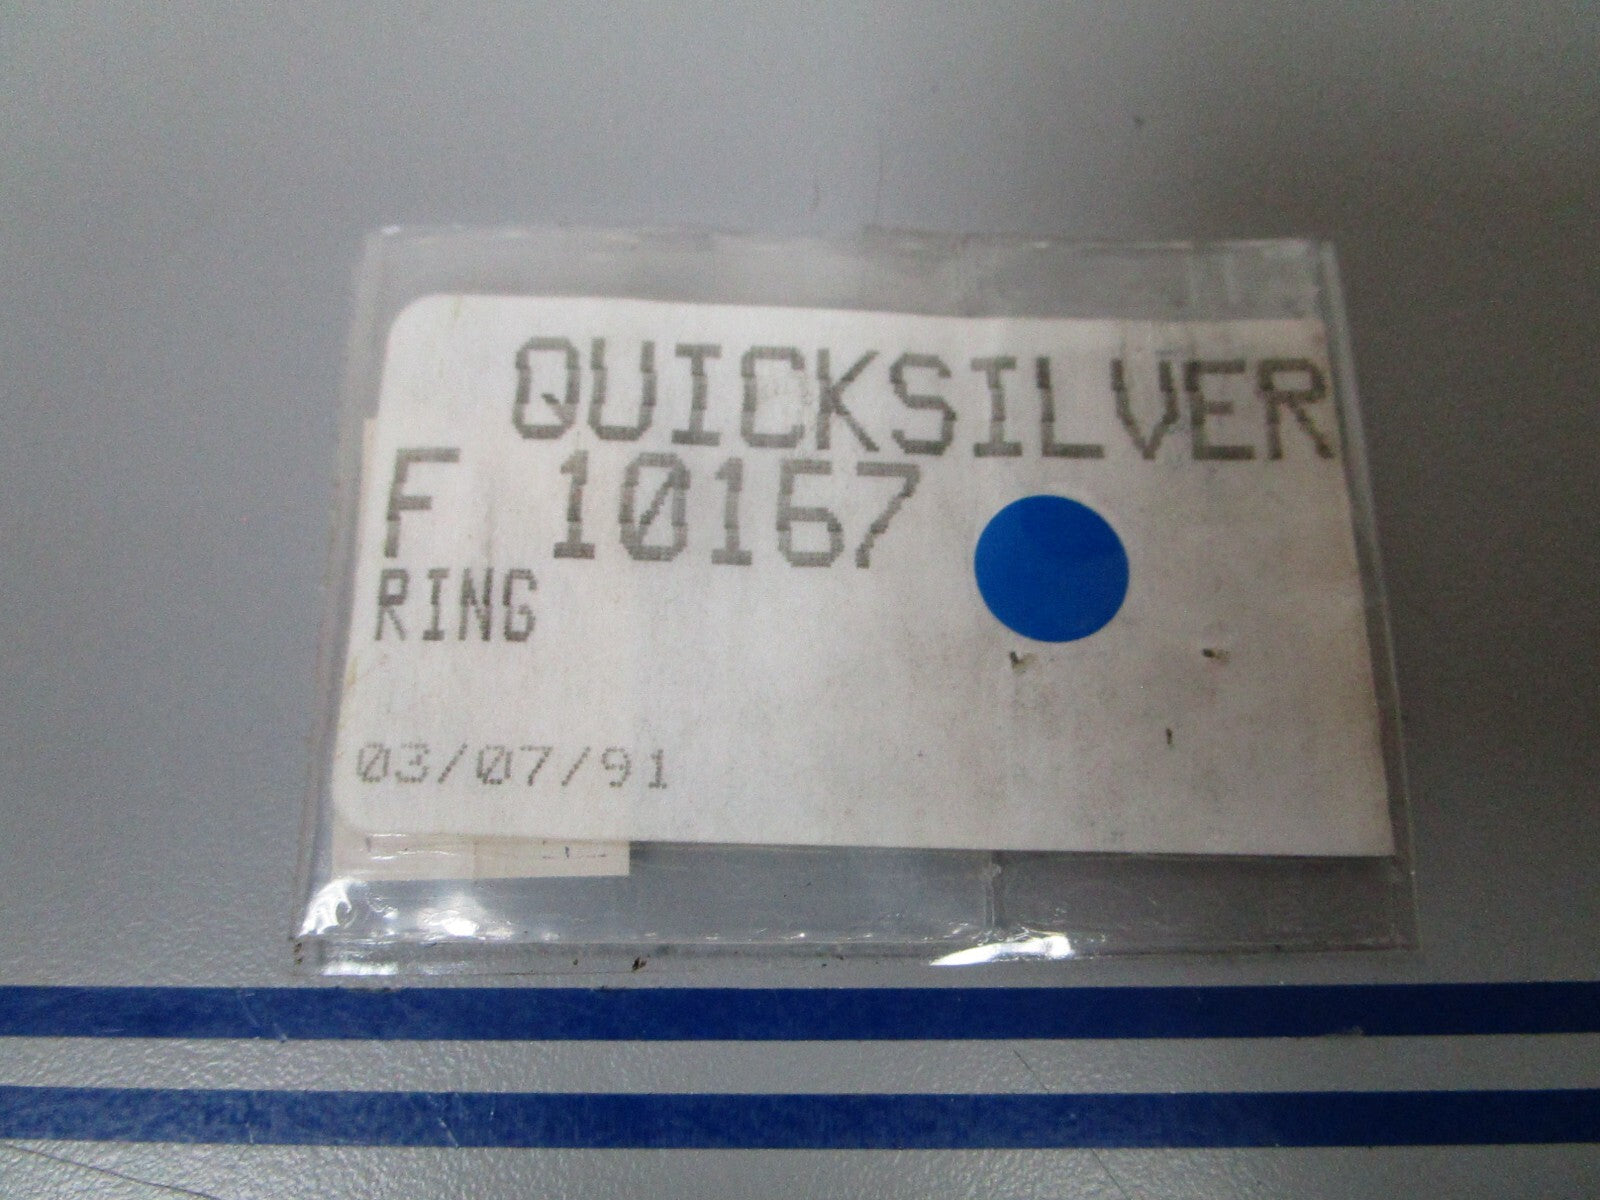 QUICKSILVER
F 10167
RING
03/07/91